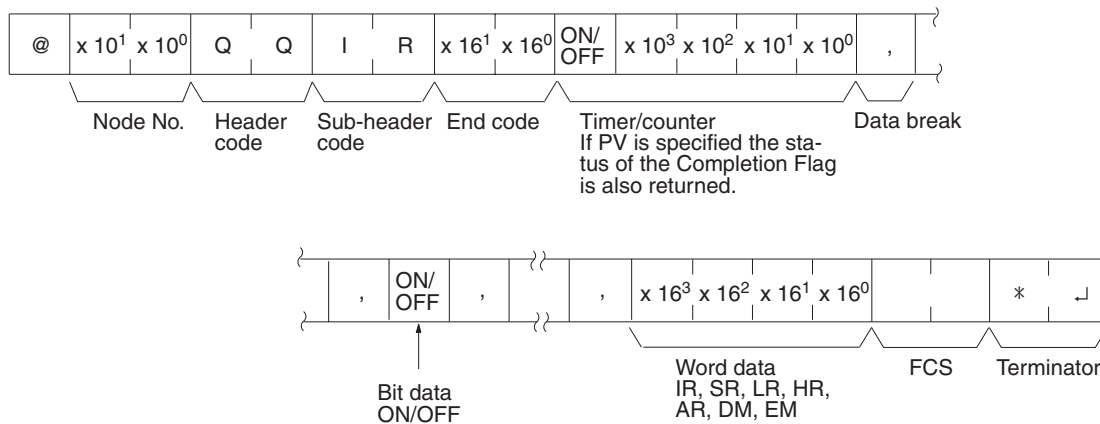 @ x 10¹ x 10⁰ Q Q I R x 16¹ x 16⁰ ON/OFF x 10³ x 10² x 10¹ x 10⁰ ,
Node No.
Header
code
Sub-header
code
End code
Timer/counter
If PV is specified the sta-
tus of the Completion Flag
is also returned.
Data break
, ON/OFF , , x 16³ x 16² x 16¹ x 16⁰ * ↵
Bit data
ON/OFF
Word data
IR, SR, LR, HR,
AR, DM, EM
FCS
Terminator